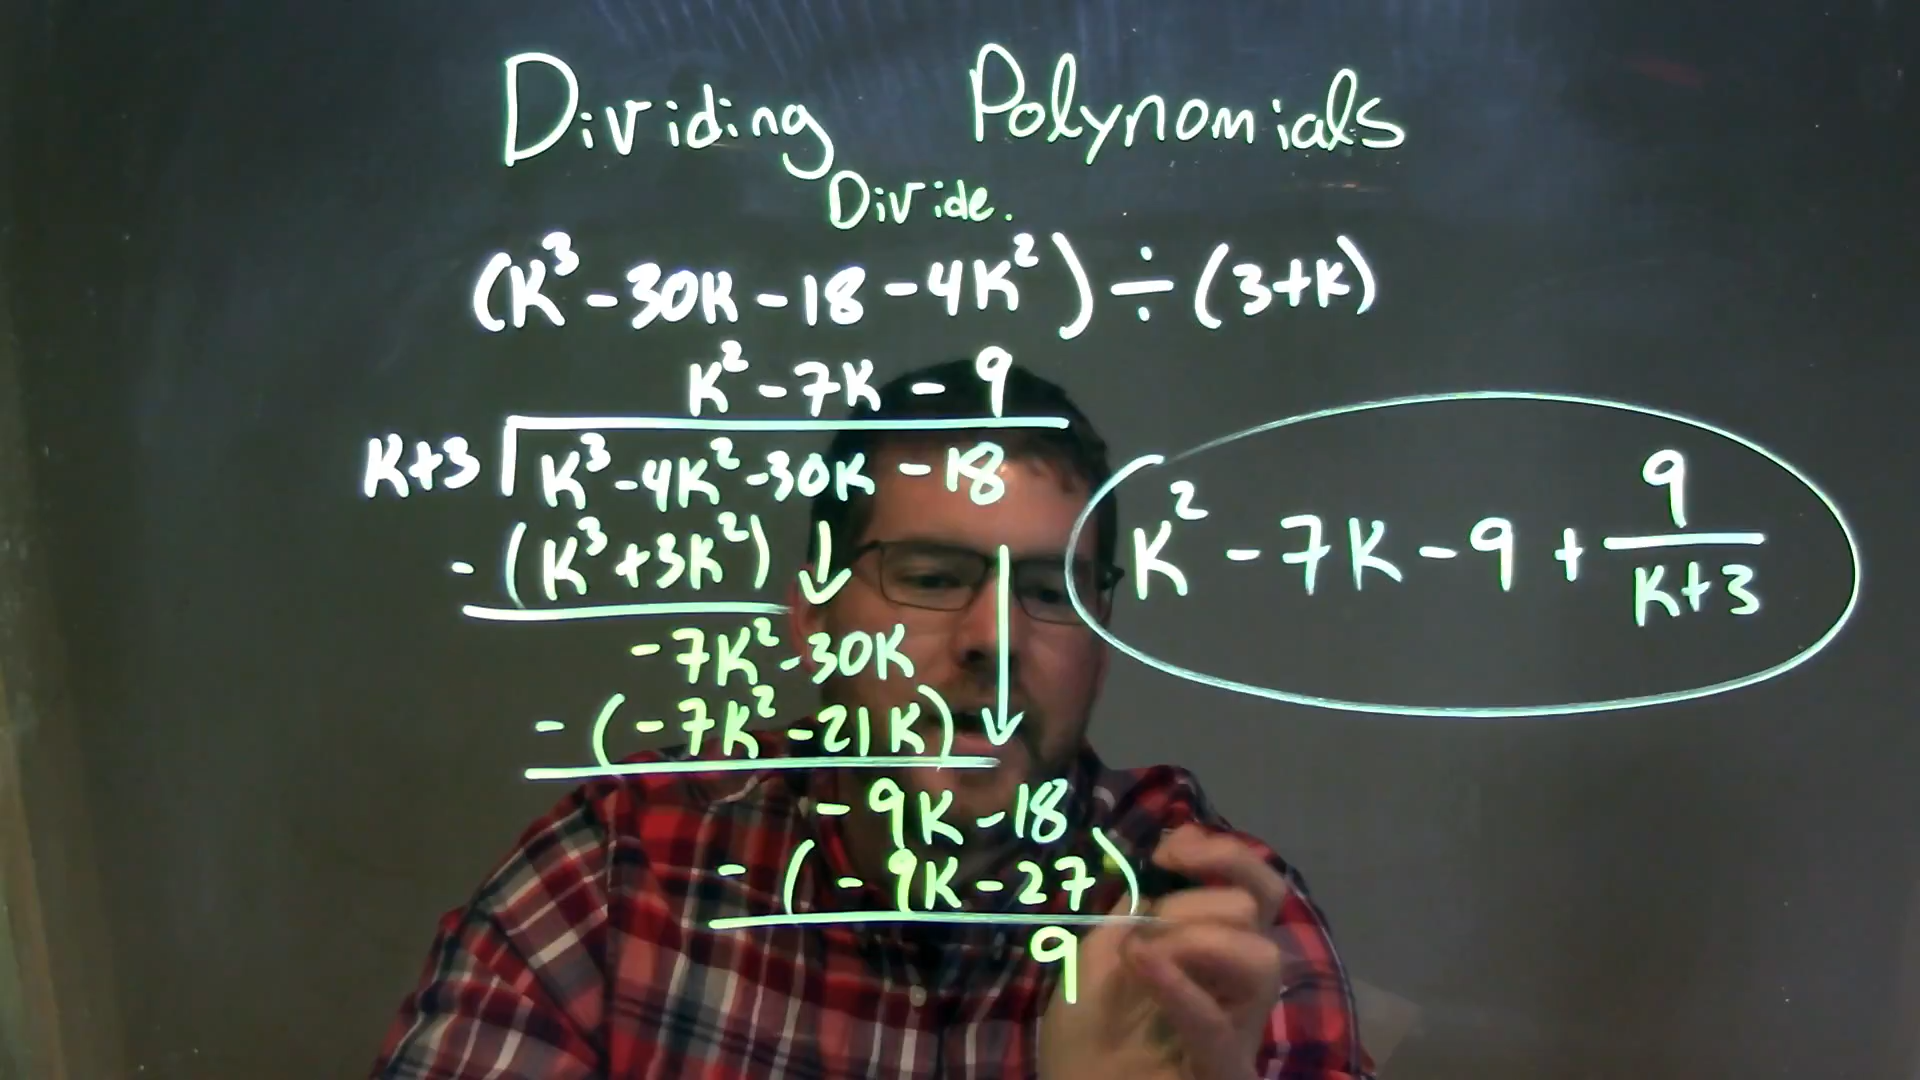 Dividing Polynomials
Divide.
(K³ - 30K - 18 - 4K²) ÷ (3+K)
K² - 7K - 9
K+3 K³ - 4K² - 30K - 18
- (K³ + 3K²)
- 7K² - 30K
- (- 7K² - 21K)
- 9K - 18
- (- 9K - 27)
9
K² - 7K - 9 + 9/(K+3)